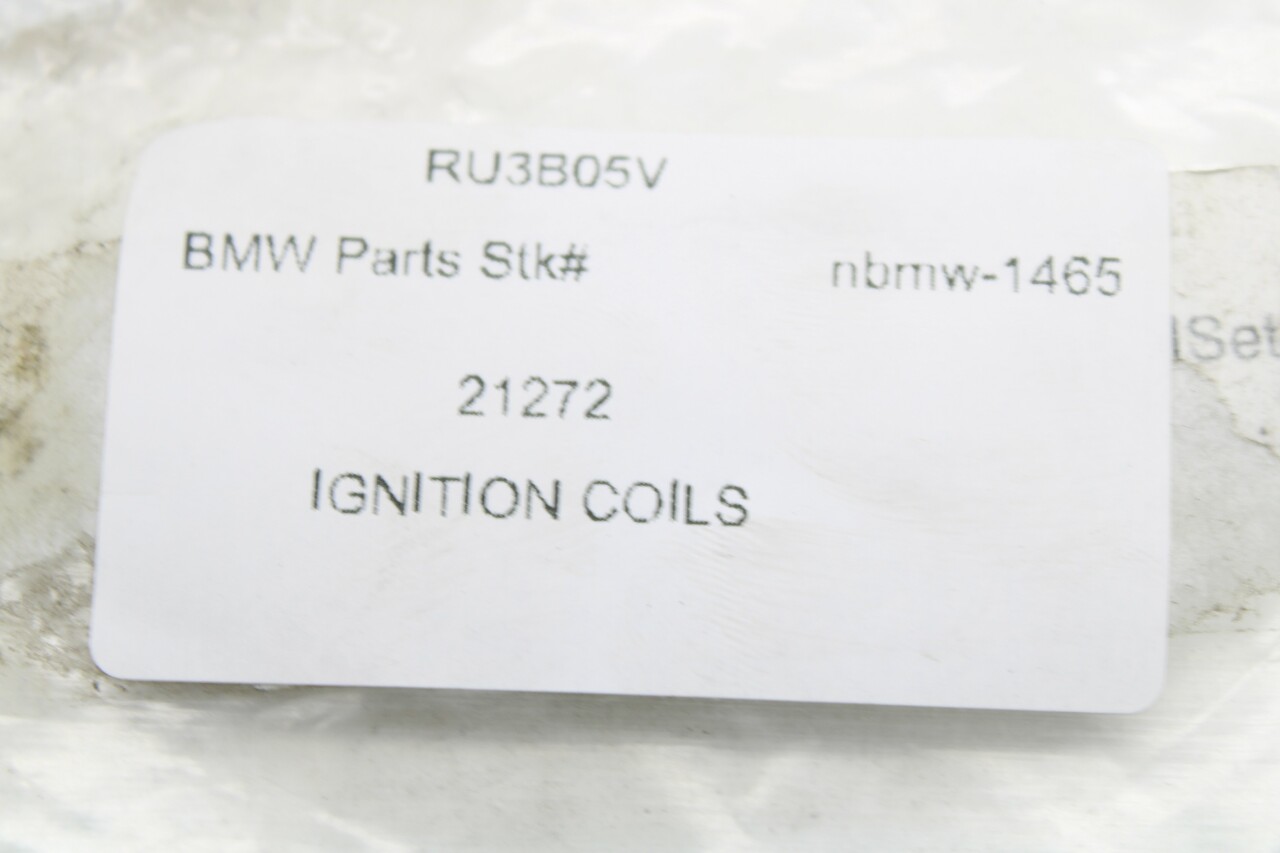 RU3B05V
BMW Parts Stk# nbmw-1465
21272
IGNITION COILS